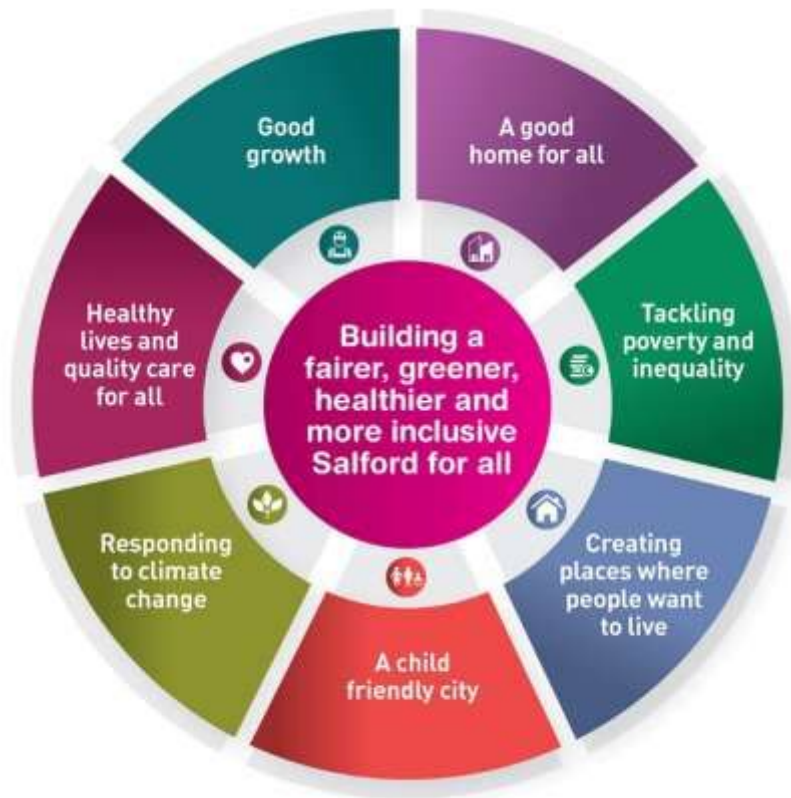 Good
growth
A good
home for all
Tackling
poverty and
inequality
Creating
places where
people want
to live
A child
friendly city
Responding
to climate
change
Healthy
lives and
quality care
for all
Building a
fairer, greener,
healthier and
more inclusive
Salford for all